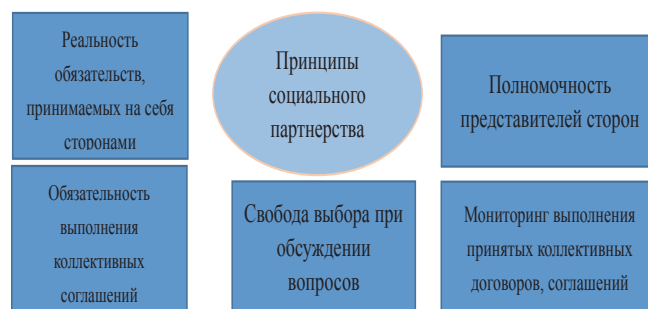 Реальность
обязательств,
принимаемых на себя
сторонами
Принципы
социального
партнерства
Полномочность
представителей сторон
Обязательность
выполнения
коллективных
соглашений
Свобода выбора при
обсуждении
вопросов
Мониторинг выполнения
принятых коллективных
договоров, соглашений